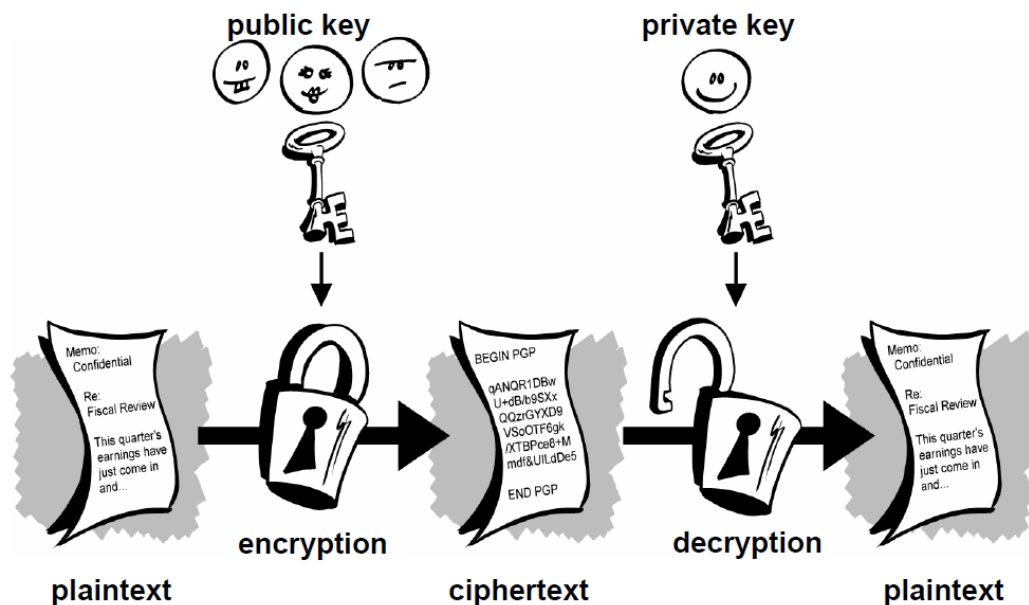 public key
private key
Memo:
Confidential
Re:
Fiscal Review
This quarter's
earnings have
just come in
and...
BEGIN PGP
qANQR1DBw
U+dB/b9SXx
QQzrGYXD9
VSoOTF6gk
/XTBPce8+M
mdf&UILdDe5
END PGP
Memo:
Confidential
Re:
Fiscal Review
This quarter's
earnings have
just come in
and...
encryption
decryption
plaintext
ciphertext
plaintext